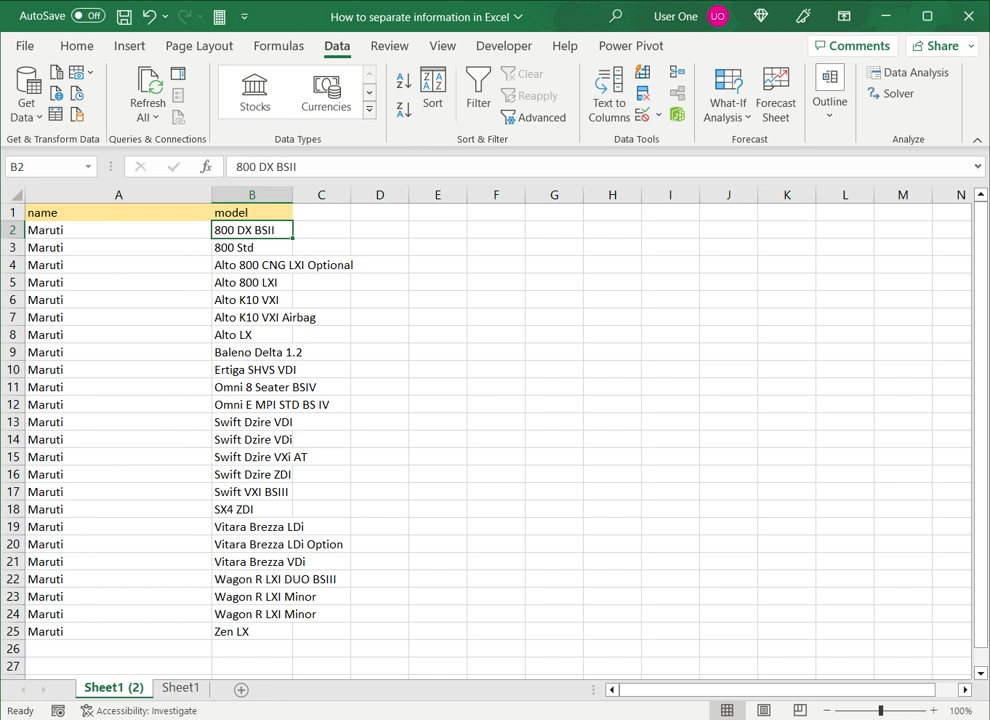 AutoSave Off How to separate information in Excel User One UO
File Home Insert Page Layout Formulas Data Review View Developer Help Power Pivot Comments Share
Get Data Refresh All Stocks Currencies Sort Filter Clear Reapply Advanced Text to Columns What-If Analysis Forecast Sheet Outline Data Analysis Solver
Get & Transform Data Queries & Connections Data Types Sort & Filter Data Tools Forecast Analyze
B2 fx 800 DX BSII
A B C D E F G H I J K L M N
1 name model
2 Maruti 800 DX BSII
3 Maruti 800 Std
4 Maruti Alto 800 CNG LXI Optional
5 Maruti Alto 800 LXI
6 Maruti Alto K10 VXI
7 Maruti Alto K10 VXI Airbag
8 Maruti Alto LX
9 Maruti Baleno Delta 1.2
10 Maruti Ertiga SHVS VDI
11 Maruti Omni 8 Seater BSIV
12 Maruti Omni E MPI STD BS IV
13 Maruti Swift Dzire VDI
14 Maruti Swift Dzire VDi
15 Maruti Swift Dzire VXi AT
16 Maruti Swift Dzire ZDI
17 Maruti Swift VXI BSIII
18 Maruti SX4 ZDI
19 Maruti Vitara Brezza LDi
20 Maruti Vitara Brezza LDi Option
21 Maruti Vitara Brezza VDi
22 Maruti Wagon R LXI DUO BSIII
23 Maruti Wagon R LXI Minor
24 Maruti Wagon R LXI Minor
25 Maruti Zen LX
26
27
Sheet1 (2) Sheet1
Ready Accessibility: Investigate 100%